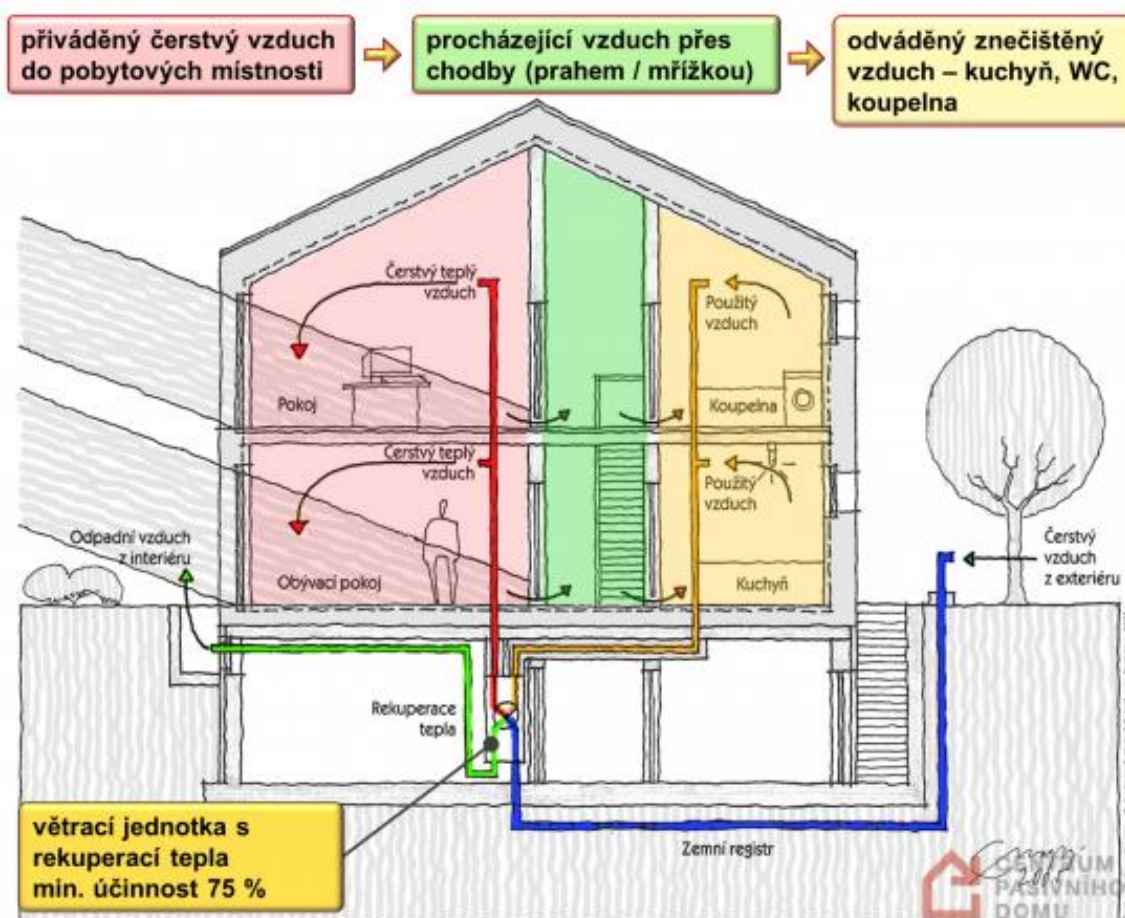 přiváděný čerstvý vzduch
do pobytových místnosti
procházející vzduch přes
chodby (prahem / mřížkou)
odváděný znečištěný
vzduch – kuchyň, WC,
koupelna
Čerstvý teplý
vzduch
Použitý
vzduch
Pokoj
Koupelna
Čerstvý teplý
vzduch
Použitý
vzduch
Odpadní vzduch
z interiéru
Obývací pokoj
Kuchyň
Čerstvý
vzduch
z exteriéru
Rekuperace
tepla
větrací jednotka s
rekuperací tepla
min. účinnost 75 %
Zemní registr
CENTRUM
PASIVNÍHO
DOMU